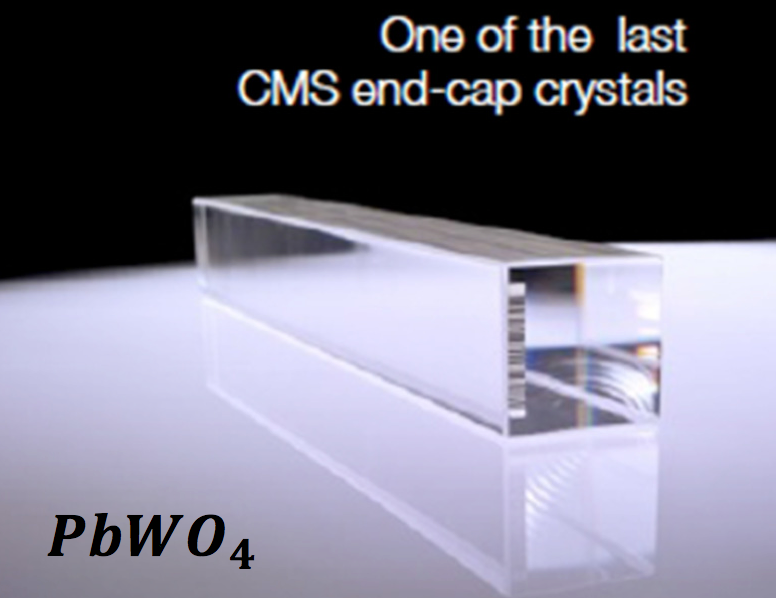 One of the last
CMS end-cap crystals
PbWO₄